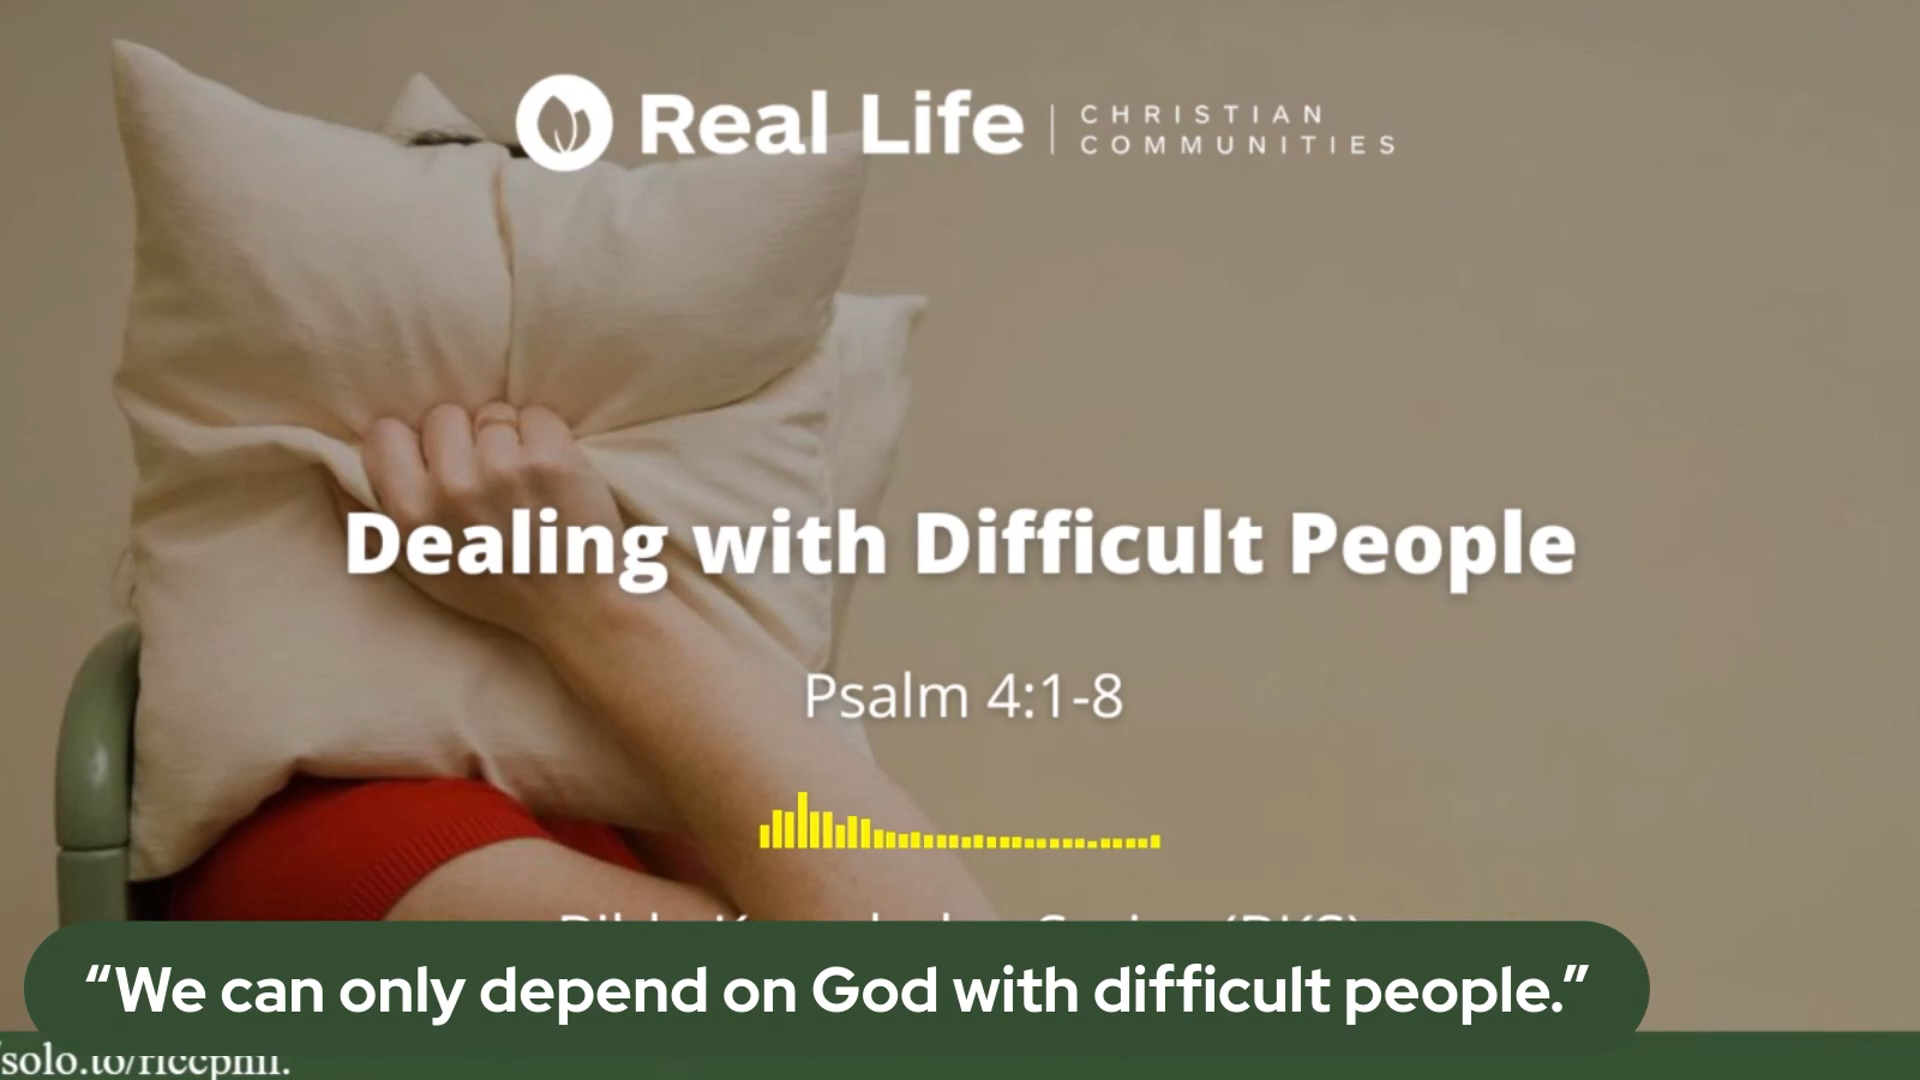 Real Life
CHRISTIAN
COMMUNITIES
Dealing with Difficult People
Psalm 4:1-8
“We can only depend on God with difficult people.”